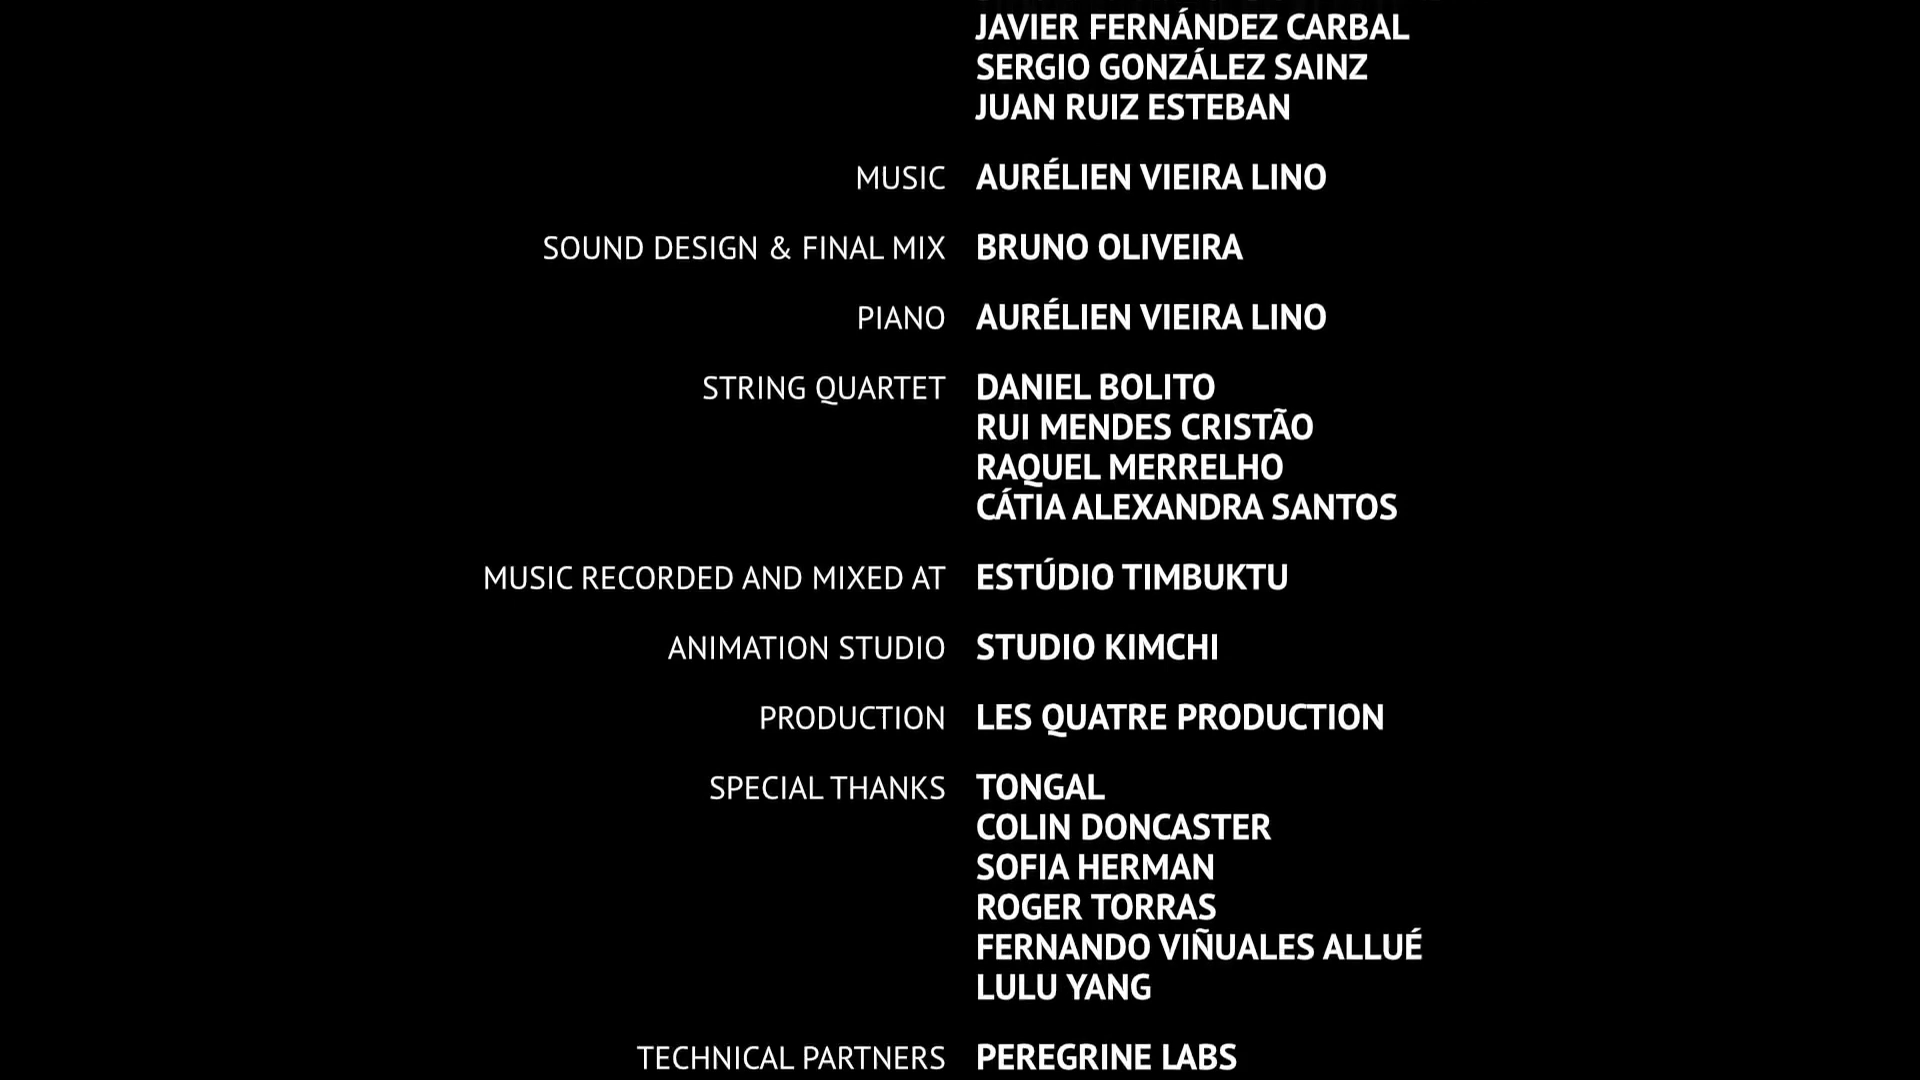 JAVIER FERNÁNDEZ CARBAL
SERGIO GONZÁLEZ SAINZ
JUAN RUIZ ESTEBAN
MUSIC AURÉLIEN VIEIRA LINO
SOUND DESIGN & FINAL MIX BRUNO OLIVEIRA
PIANO AURÉLIEN VIEIRA LINO
STRING QUARTET DANIEL BOLITO
RUI MENDES CRISTÃO
RAQUEL MERRELHO
CÁTIA ALEXANDRA SANTOS
MUSIC RECORDED AND MIXED AT ESTÚDIO TIMBUKTU
ANIMATION STUDIO STUDIO KIMCHI
PRODUCTION LES QUATRE PRODUCTION
SPECIAL THANKS TONGAL
COLIN DONCASTER
SOFIA HERMAN
ROGER TORRAS
FERNANDO VIÑUALES ALLUÉ
LULU YANG
TECHNICAL PARTNERS PEREGRINE LABS